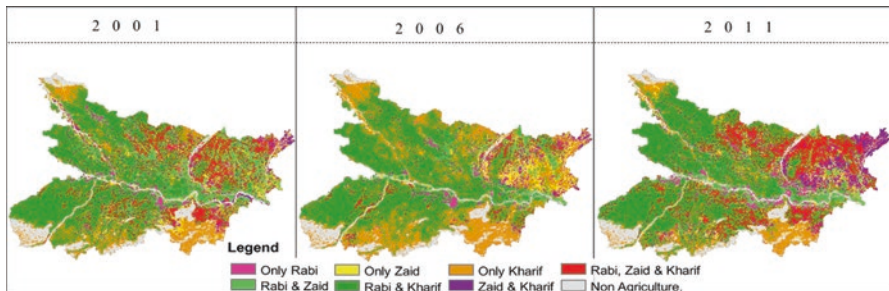 2 0 0 1
2 0 0 6
2 0 1 1
Legend
Only Rabi
Only Zaid
Only Kharif
Rabi, Zaid & Kharif
Rabi & Zaid
Rabi & Kharif
Zaid & Kharif
Non Agriculture.